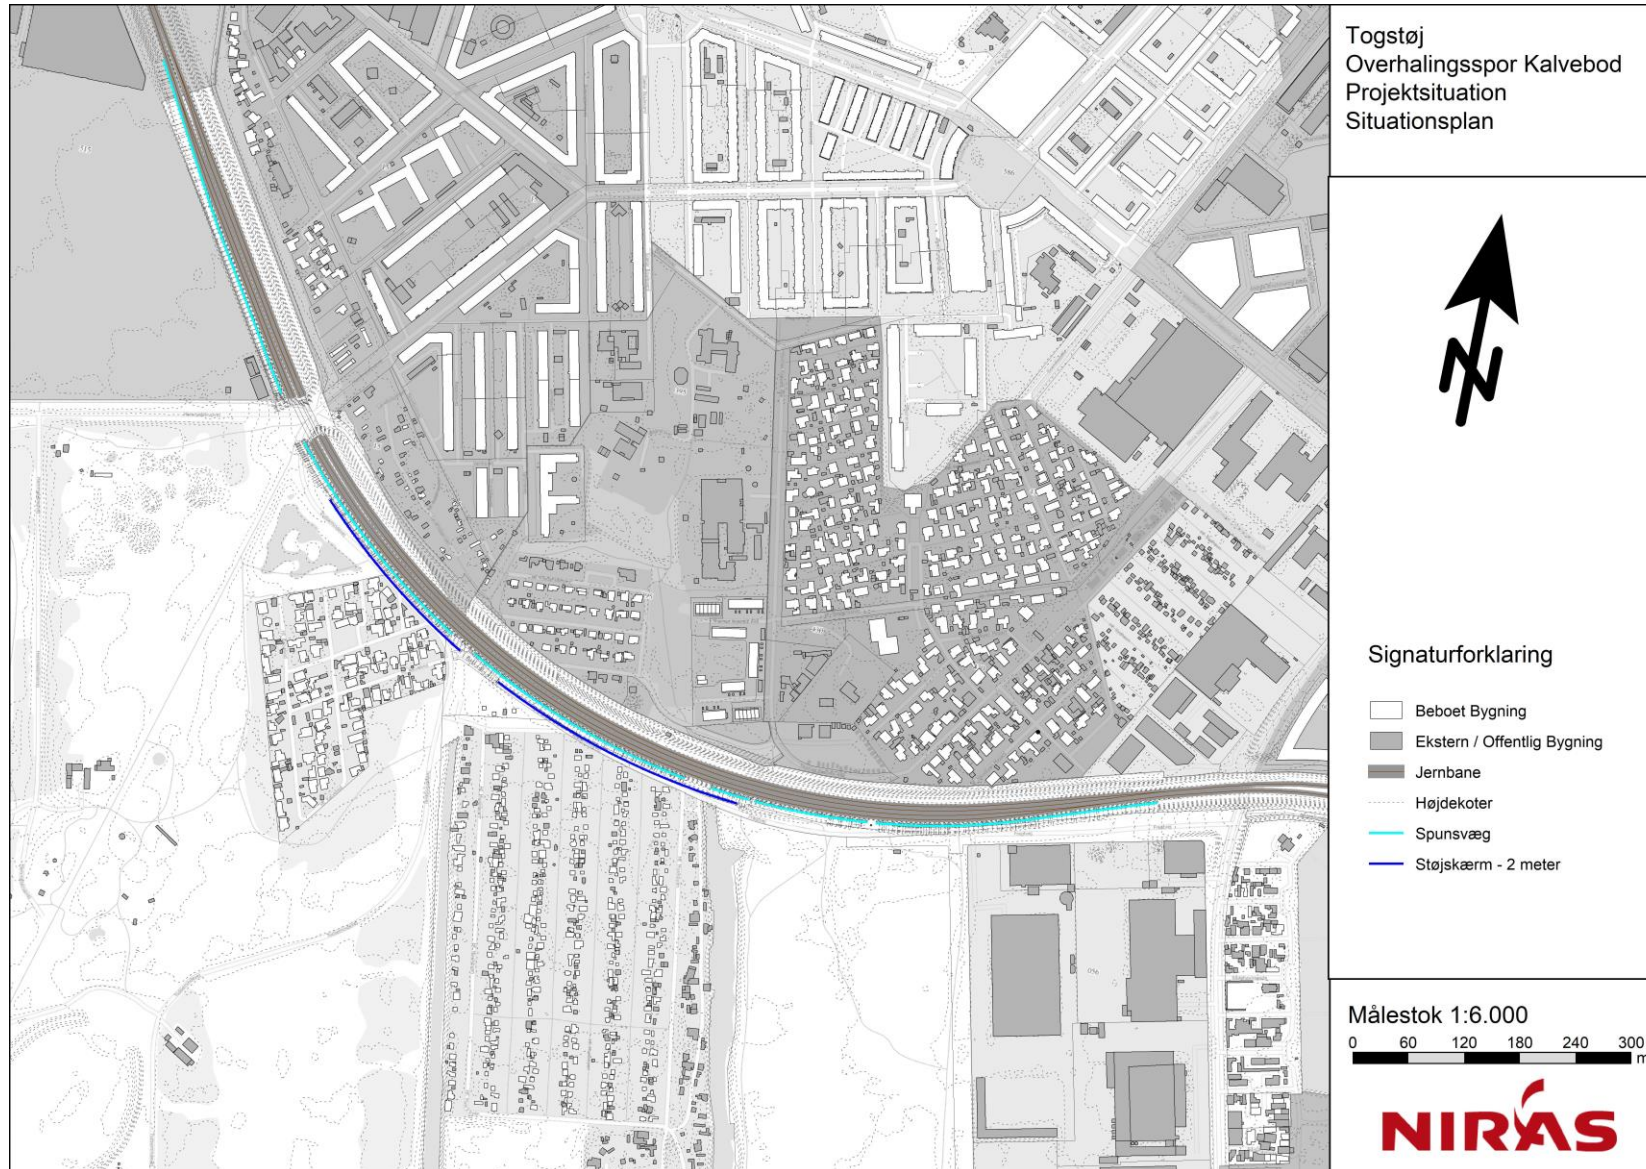 Togstøj
Overhalingsspor Kalvebod
Projektsituation
Situationsplan
N
Signaturforklaring
Beboet Bygning
Ekstern / Offentlig Bygning
Jernbane
Højdekoter
Spunsvæg
Støjskærm - 2 meter
Målestok 1:6.000
0 60 120 180 240 300
m
NIRAS